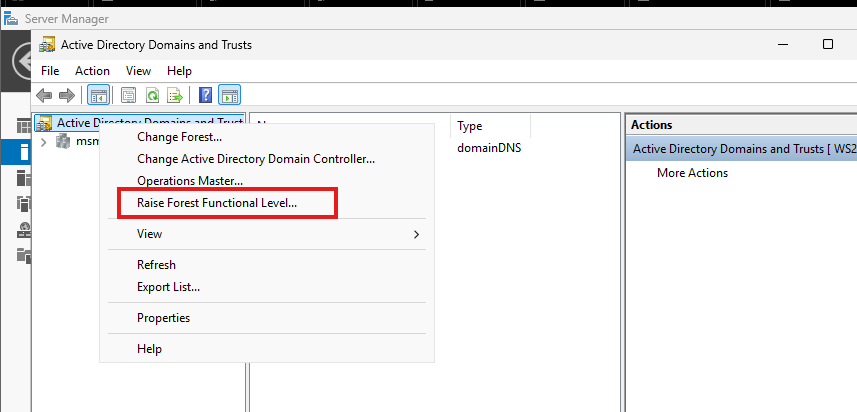 Server Manager
Active Directory Domains and Trusts
File Action View Help
Active Directory Domains and Trust
Type
Actions
msm
domainDNS
Active Directory Domains and Trusts [ WS2
More Actions
Change Forest...
Change Active Directory Domain Controller...
Operations Master...
Raise Forest Functional Level...
View
Refresh
Export List...
Properties
Help